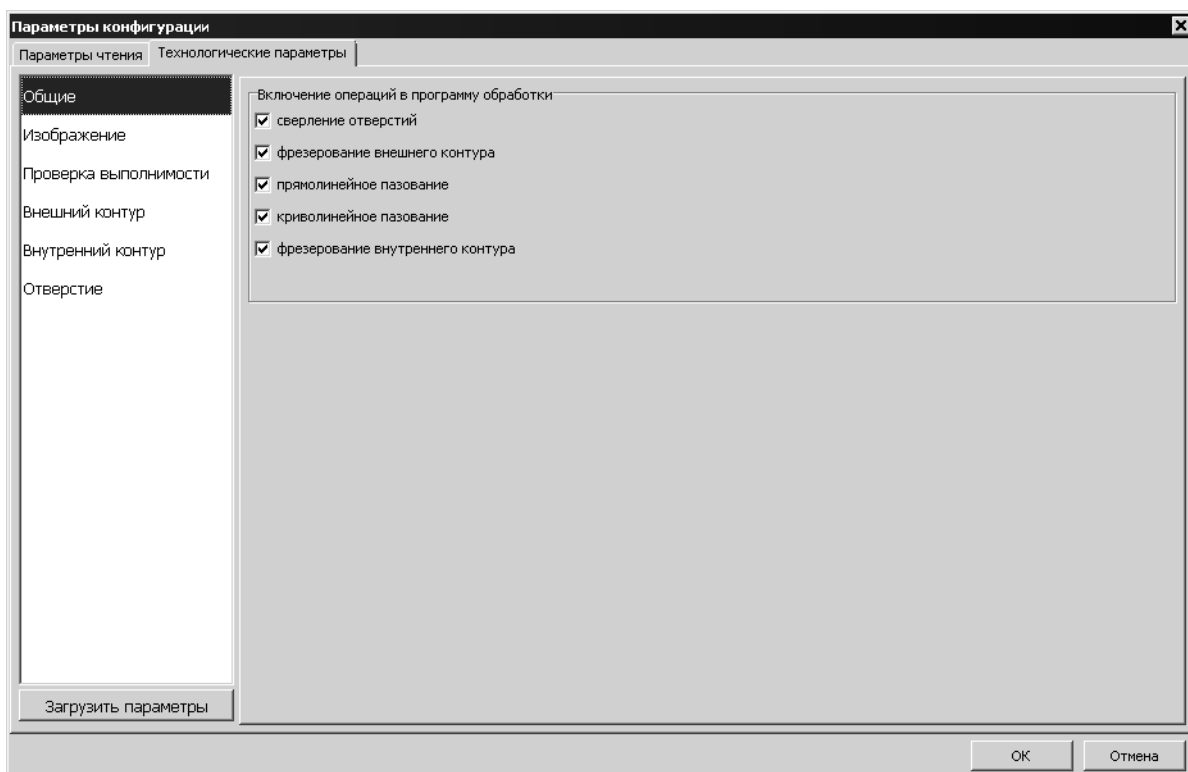 Параметры конфигурации
Параметры чтения
Технологические параметры
Общие
Изображение
Проверка выполнимости
Внешний контур
Внутренний контур
Отверстие
Загрузить параметры
Включение операций в программу обработки
сверление отверстий
фрезерование внешнего контура
прямолинейное пазование
криволинейное пазование
фрезерование внутреннего контура
ОК
Отмена